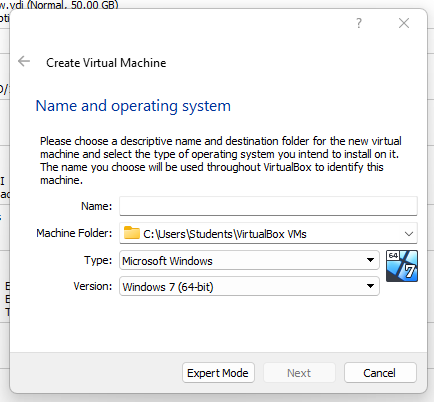 w.vdi (Normal, 50.00 GB)
?
Create Virtual Machine
Name and operating system
Please choose a descriptive name and destination folder for the new virtual
machine and select the type of operating system you intend to install on it.
The name you choose will be used throughout VirtualBox to identify this
machine.
Name:
Machine Folder: C:\Users\Students\VirtualBox VMs
Type: Microsoft Windows
64
7
Version: Windows 7 (64-bit)
Expert Mode Next Cancel